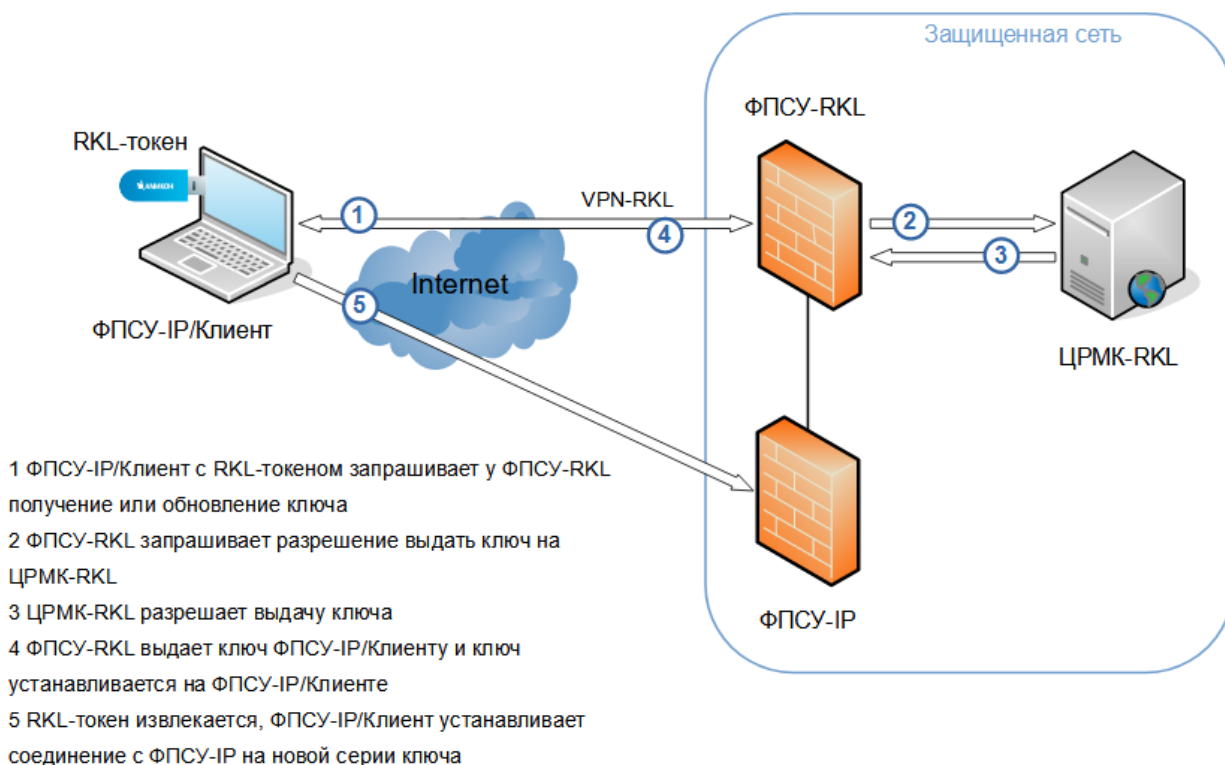 Защищенная сеть
ФПСУ-RKL
RKL-токен
АМИКОН
VPN-RKL
1
2
4
3
Internet
5
ФПСУ-IP/Клиент
ЦРМК-RKL
ФПСУ-IP
1 ФПСУ-IP/Клиент с RKL-токеном запрашивает у ФПСУ-RKL
получение или обновление ключа
2 ФПСУ-RKL запрашивает разрешение выдать ключ на
ЦРМК-RKL
3 ЦРМК-RKL разрешает выдачу ключа
4 ФПСУ-RKL выдает ключ ФПСУ-IP/Клиенту и ключ
устанавливается на ФПСУ-IP/Клиенте
5 RKL-токен извлекается, ФПСУ-IP/Клиент устанавливает
соединение с ФПСУ-IP на новой серии ключа